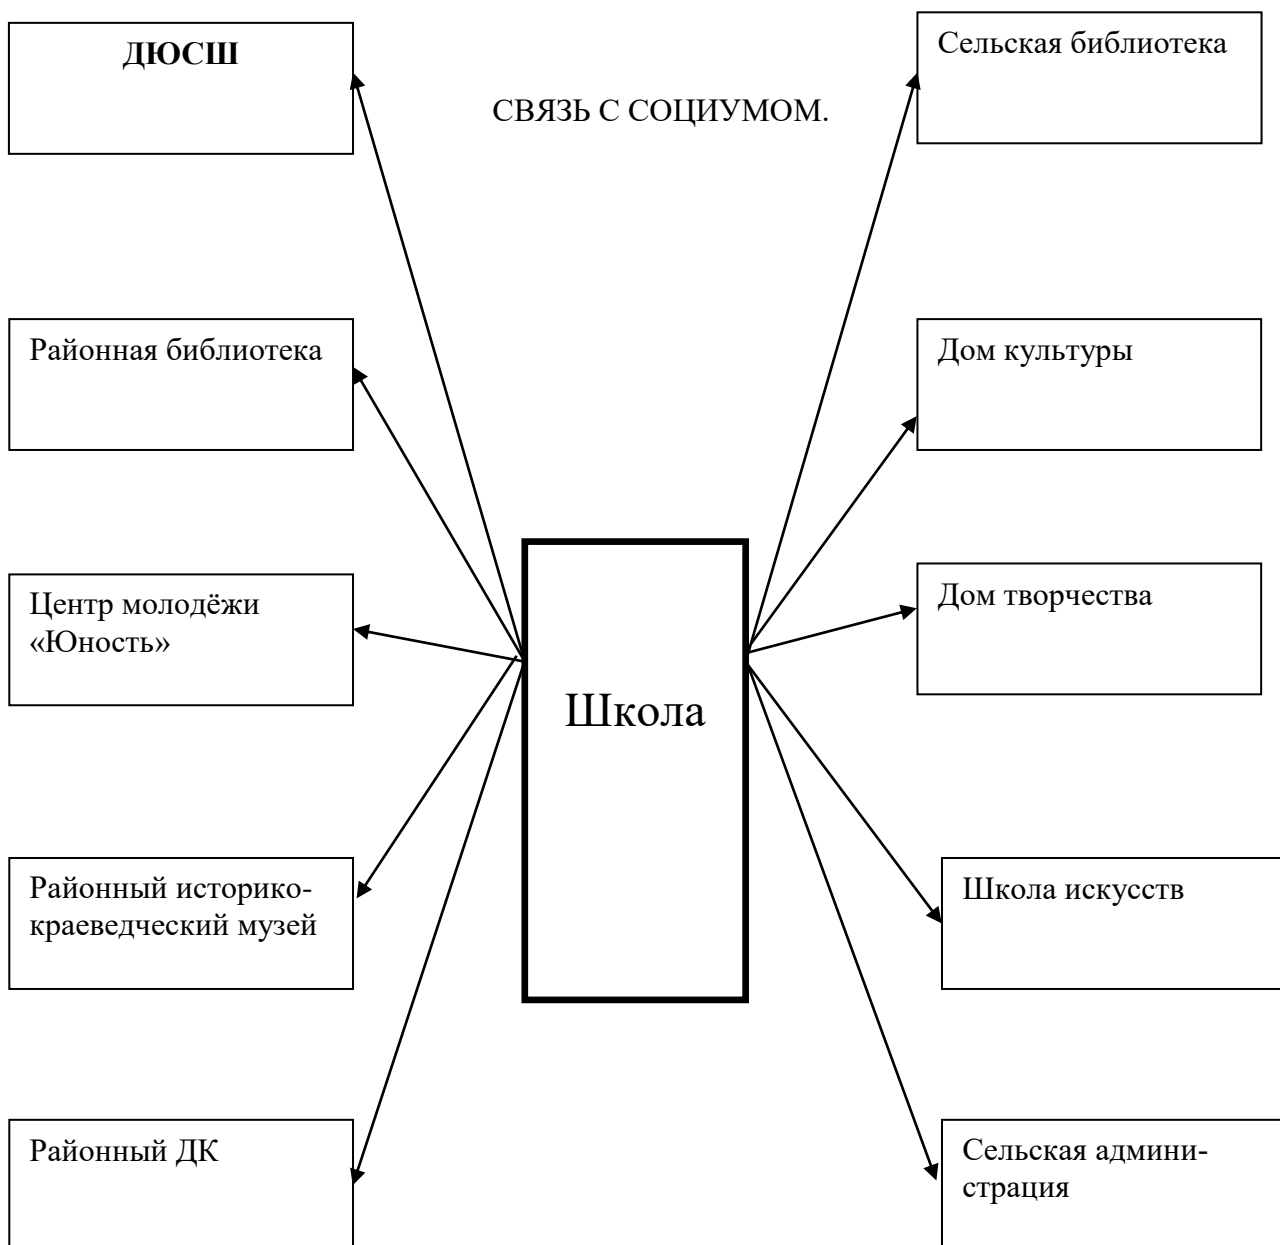 ДЮСШ
Сельская библиотека
СВЯЗЬ С СОЦИУМОМ.
Районная библиотека
Дом культуры
Центр молодёжи
«Юность»
Дом творчества
Школа
Районный историко-
краеведческий музей
Школа искусств
Районный ДК
Сельская админи-
страция